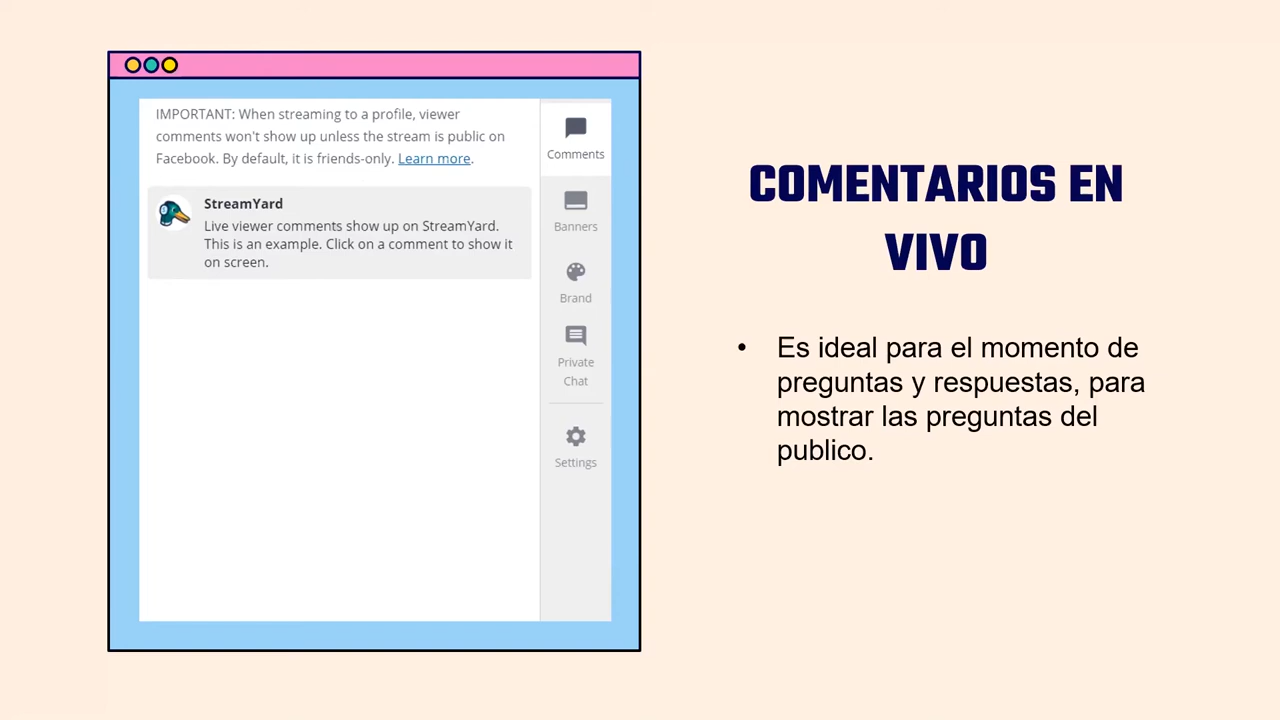 IMPORTANT: When streaming to a profile, viewer
comments won't show up unless the stream is public on
Facebook. By default, it is friends-only. Learn more.
StreamYard
Live viewer comments show up on StreamYard.
This is an example. Click on a comment to show it
on screen.
Comments
Banners
Brand
Private
Chat
Settings
COMENTARIOS EN
VIVO
• Es ideal para el momento de
preguntas y respuestas, para
mostrar las preguntas del
publico.